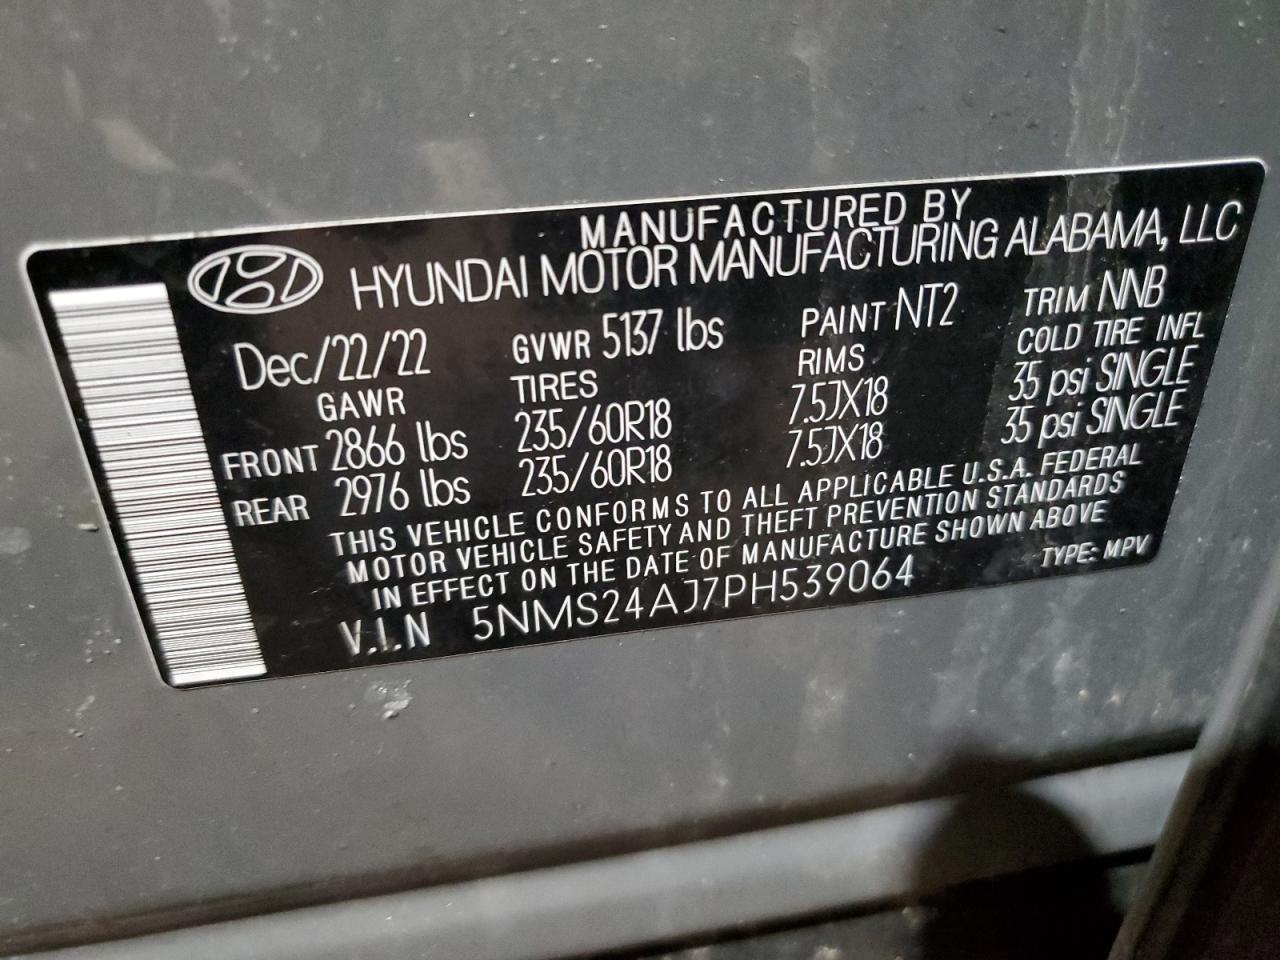 MANUFACTURED BY
HYUNDAI MOTOR MANUFACTURING ALABAMA, LLC
Dec/22/22 GVWR 5137 lbs PAINT NT2 TRIM NNB
GAWR TIRES RIMS COLD TIRE INFL
FRONT 2866 lbs 235/60R18 7.5JX18 35 psi SINGLE
REAR 2976 lbs 235/60R18 7.5JX18 35 psi SINGLE
THIS VEHICLE CONFORMS TO ALL APPLICABLE U.S.A. FEDERAL
MOTOR VEHICLE SAFETY AND THEFT PREVENTION STANDARDS
IN EFFECT ON THE DATE OF MANUFACTURE SHOWN ABOVE
V.I.N 5NMS24AJ7PH539064 TYPE: MPV